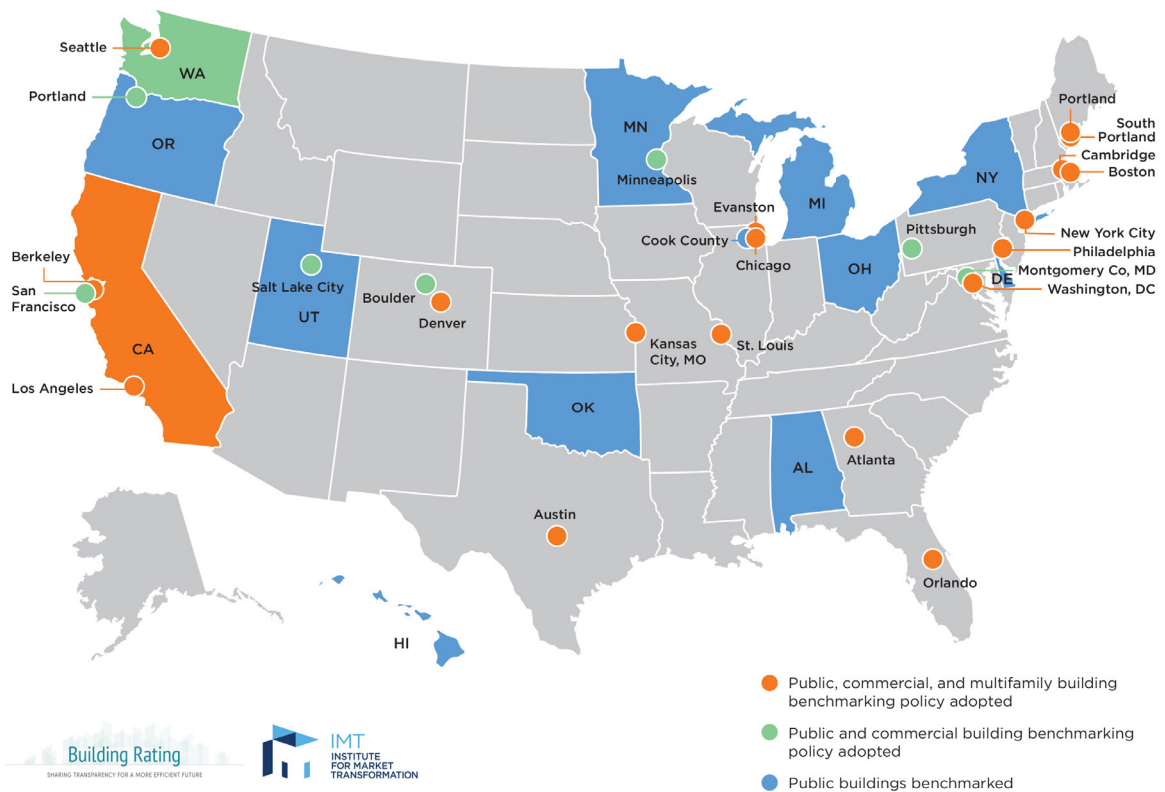 Seattle
WA
Portland
OR
MN
Minneapolis
Portland
South
Portland
Cambridge
Boston
NY
MI
Evanston
Cook County
Chicago
Pittsburgh
New York City
Philadelphia
Montgomery Co, MD
DE
Washington, DC
OH
Berkeley
San
Francisco
Salt Lake City
UT
Boulder
Denver
CA
Kansas
City, MO
St. Louis
Los Angeles
OK
AL
Atlanta
Austin
Orlando
HI
Public, commercial, and multifamily building
benchmarking policy adopted
Public and commercial building benchmarking
policy adopted
Public buildings benchmarked
Building Rating
SHARING TRANSPARENCY FOR A MORE EFFICIENT FUTURE
IMT
INSTITUTE
FOR MARKET
TRANSFORMATION